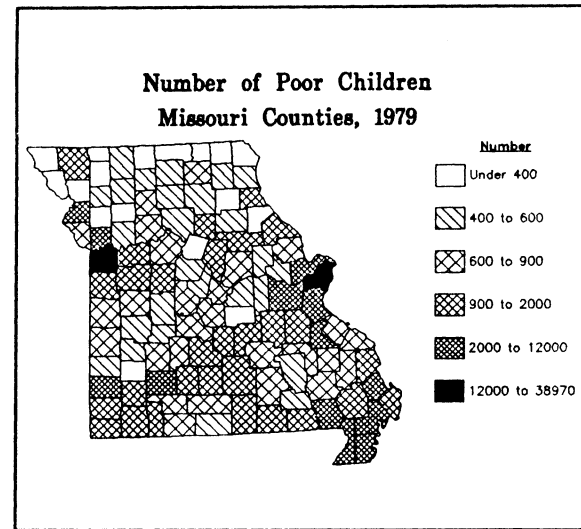 Number of Poor Children
Missouri Counties, 1979
Number
Under 400
400 to 600
600 to 900
900 to 2000
2000 to 12000
12000 to 38970